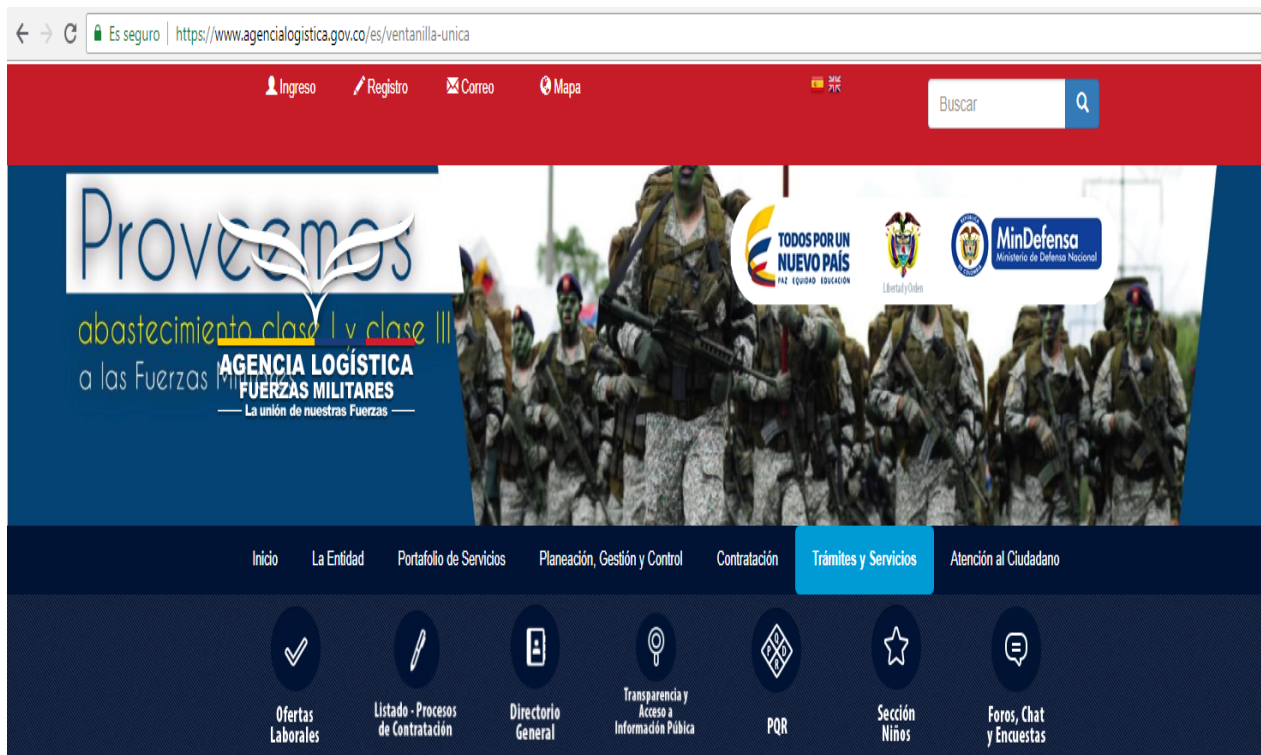 Es seguro | https://www.agencialogistica.gov.co/es/ventanilla-unica
Ingreso Registro Correo Mapa
Buscar
Proveemos
abastecimiento clase I y clase III
a las Fuerzas Militares
AGENCIA LOGÍSTICA
FUERZAS MILITARES
La unión de nuestras Fuerzas
TODOS POR UN
NUEVO PAÍS
PAZ EQUIDAD EDUCACIÓN
Libertad y Orden
MinDefensa
Ministerio de Defensa Nacional
Inicio La Entidad Portafolio de Servicios Planeación, Gestión y Control Contratación Trámites y Servicios Atención al Ciudadano
Ofertas
Laborales
Listado - Procesos
de Contratación
Directorio
General
Transparencia y
Acceso a
Información Púbica
PQDR
PQR
Sección
Niños
Foros, Chat
y Encuestas